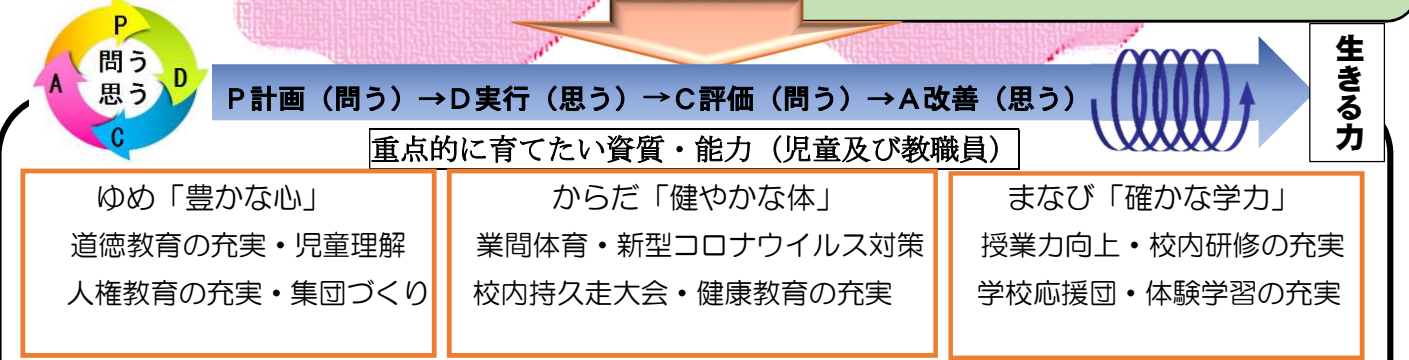 P
問う
思う
A
D
C
P計画（問う）→D実行（思う）→C評価（問う）→A改善（思う）
生きる力
重点的に育てたい資質・能力（児童及び教職員）
ゆめ「豊かな心」
道徳教育の充実・児童理解
人権教育の充実・集団づくり
からだ「健やかな体」
業間体育・新型コロナウイルス対策
校内持久走大会・健康教育の充実
まなび「確かな学力」
授業力向上・校内研修の充実
学校応援団・体験学習の充実